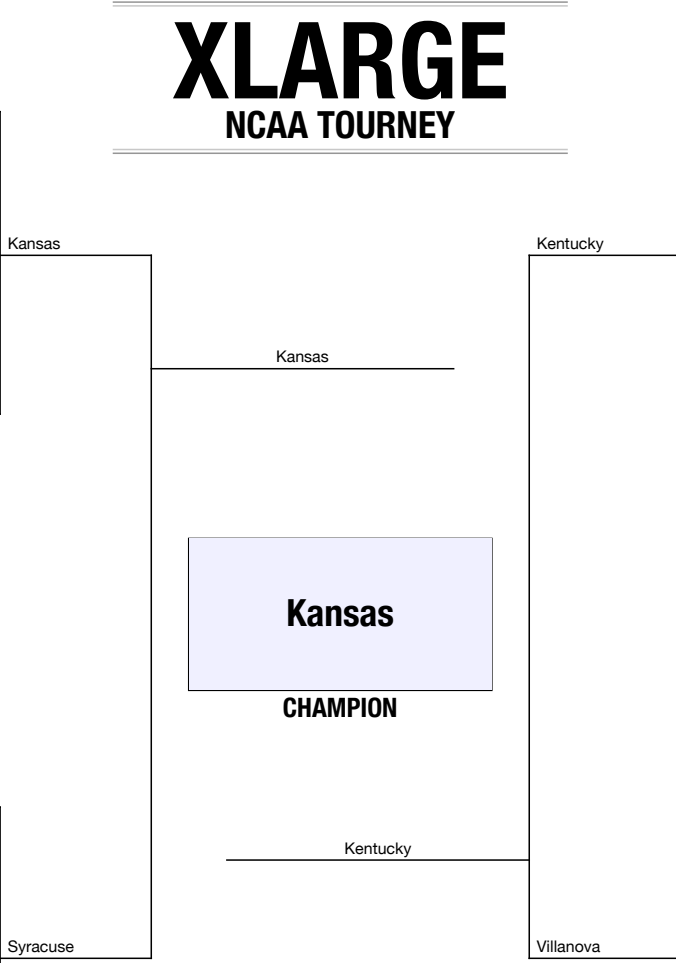 XLARGE
NCAA TOURNEY
Kansas
Kentucky
Kansas
Kansas
CHAMPION
Kentucky
Syracuse
Villanova